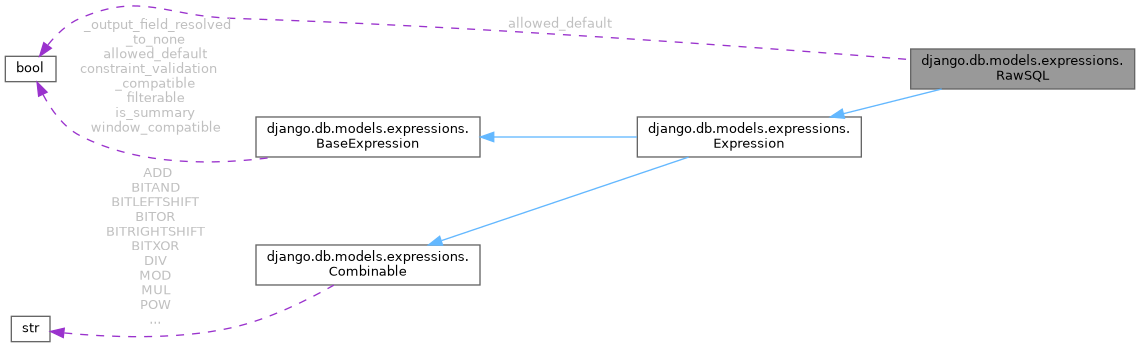 allowed_default
_output_field_resolved
_to_none
allowed_default
constraint_validation
_compatible
filterable
is_summary
window_compatible
bool
django.db.models.expressions.
RawSQL
django.db.models.expressions.
BaseExpression
django.db.models.expressions.
Expression
ADD
BITAND
BITLEFTSHIFT
BITOR
BITRIGHTSHIFT
BITXOR
DIV
MOD
MUL
POW
...
django.db.models.expressions.
Combinable
str